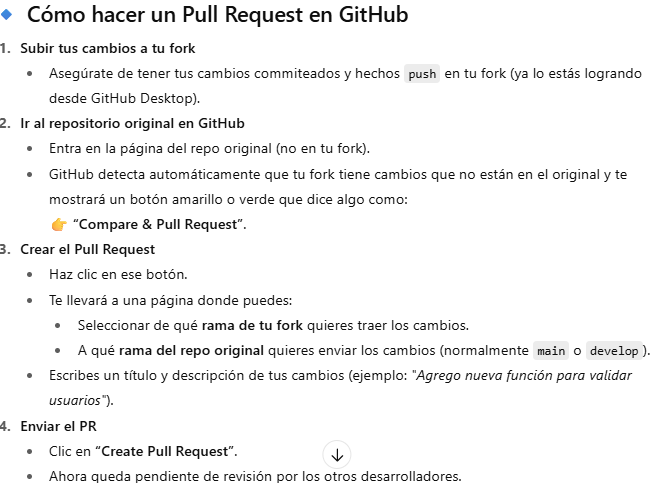 🔹 Cómo hacer un Pull Request en GitHub
1. Subir tus cambios a tu fork
• Asegúrate de tener tus cambios commiteados y hechos push en tu fork (ya lo estás logrando
desde GitHub Desktop).
2. Ir al repositorio original en GitHub
• Entra en la página del repo original (no en tu fork).
• GitHub detecta automáticamente que tu fork tiene cambios que no están en el original y te
mostrará un botón amarillo o verde que dice algo como:
👉 “Compare & Pull Request”.
3. Crear el Pull Request
• Haz clic en ese botón.
• Te llevará a una página donde puedes:
• Seleccionar de qué rama de tu fork quieres traer los cambios.
• A qué rama del repo original quieres enviar los cambios (normalmente main o develop).
• Escribes un título y descripción de tus cambios (ejemplo: "Agrego nueva función para validar
usuarios").
4. Enviar el PR
• Clic en “Create Pull Request”.
• Ahora queda pendiente de revisión por los otros desarrolladores.